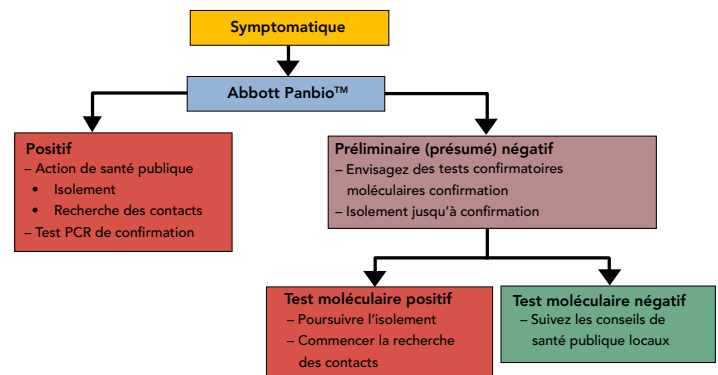 Symptomatique
Abbott Panbio™
Positif
– Action de santé publique
• Isolement
• Recherche des contacts
– Test PCR de confirmation
Préliminaire (présumé) négatif
– Envisagez des tests confirmatoires
moléculaires confirmation
– Isolement jusqu’à confirmation
Test moléculaire positif
– Poursuivre l’isolement
– Commencer la recherche
des contacts
Test moléculaire négatif
– Suivez les conseils de
santé publique locaux